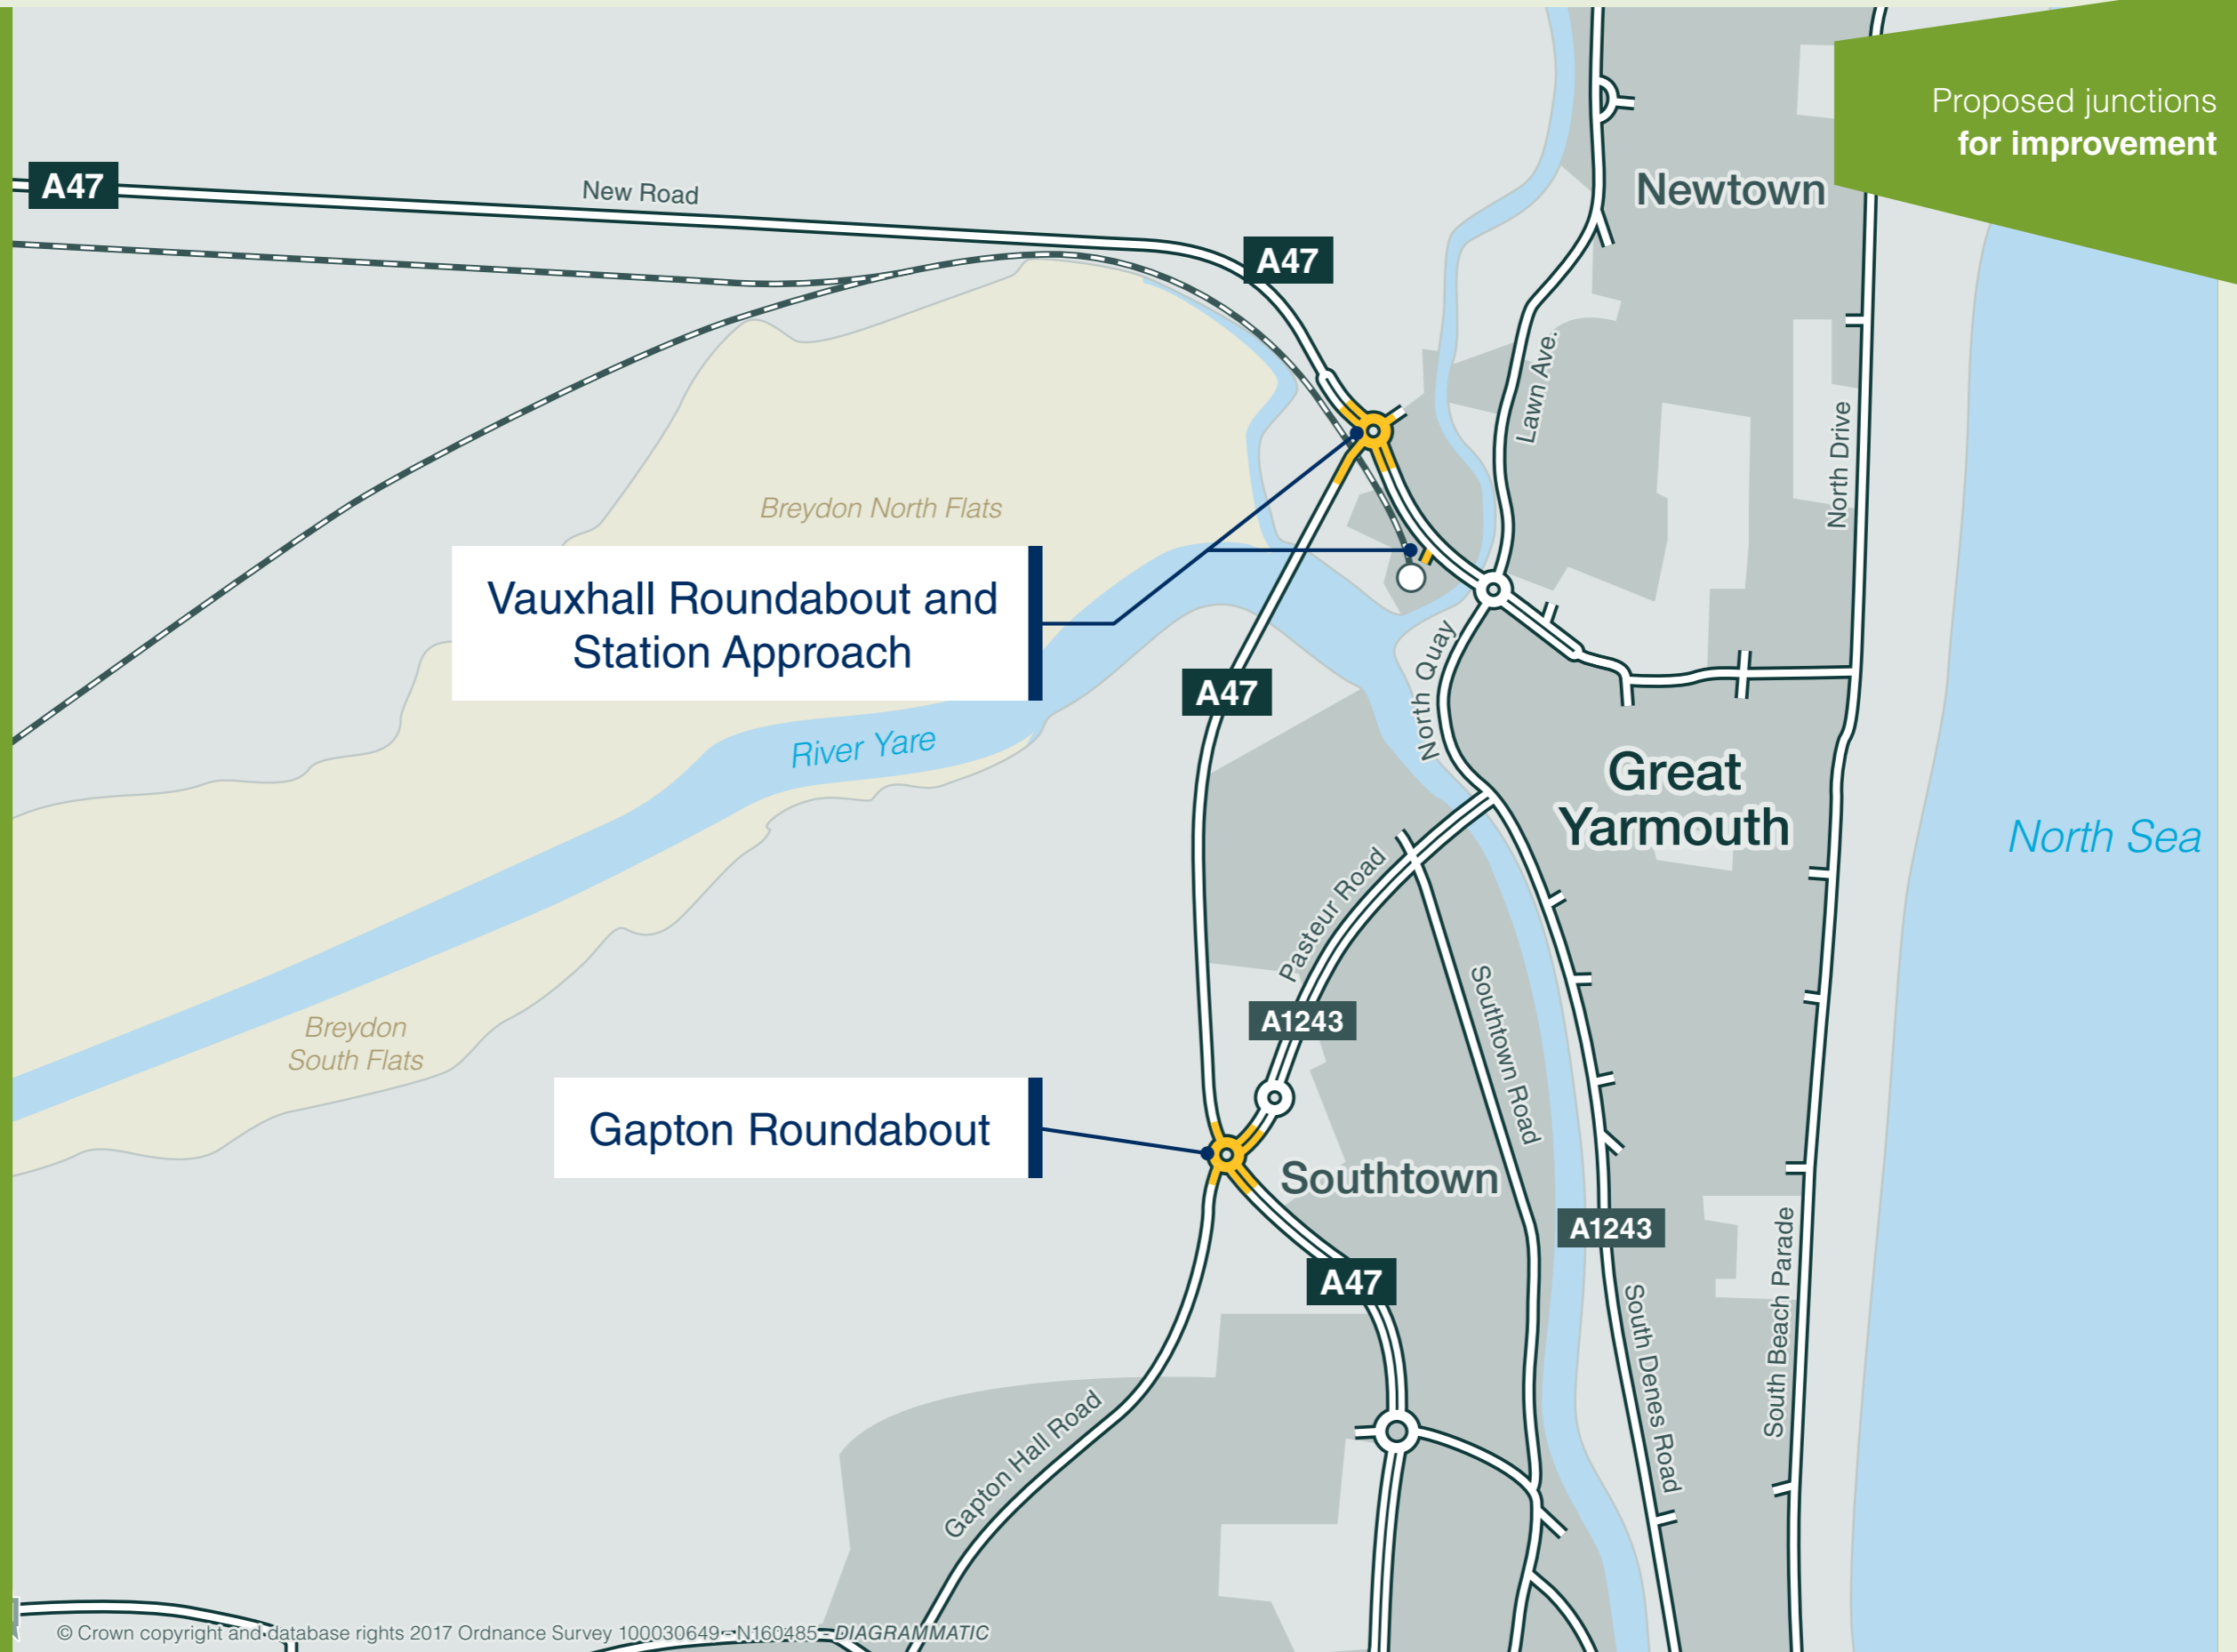 Proposed junctions
for improvement
A47
New Road
A47
Newtown
Lawn Ave.
North Drive
Breydon North Flats
Vauxhall Roundabout and
Station Approach
A47
North Quay
River Yare
Great
Yarmouth
North Sea
Pasteur Road
Southtown Road
A1243
Breydon
South Flats
Gapton Roundabout
Southtown
A1243
A47
South Denes Road
South Beach Parade
Gapton Hall Road
© Crown copyright and database rights 2017 Ordnance Survey 100030649 - N160485 - DIAGRAMMATIC